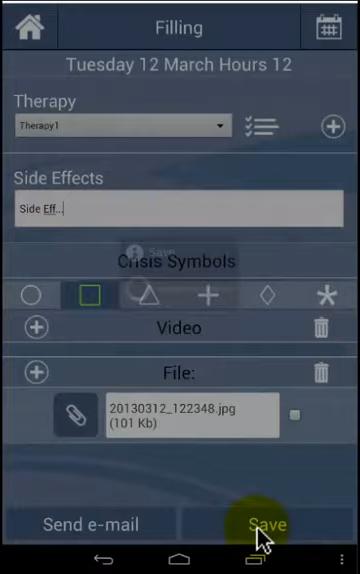 Filling
Tuesday 12 March Hours 12
Therapy
Therapy1
Side Effects
Side Eff...
Save
Crisis Symbols
Video
File:
20130312_122348.jpg
(101 Kb)
Send e-mail
Save